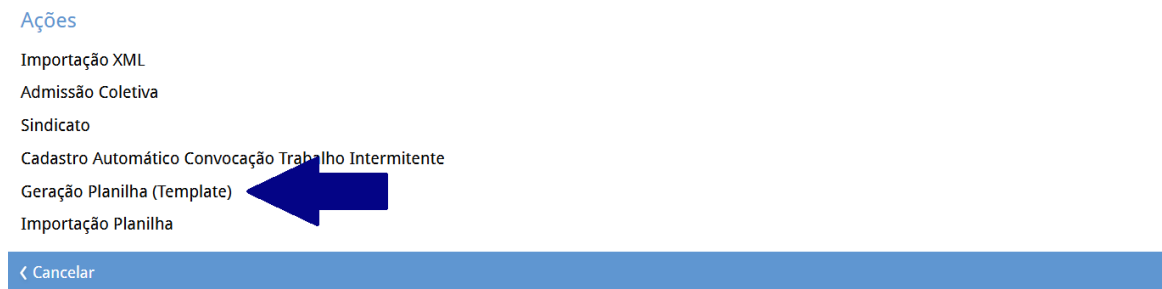 Ações
Importação XML
Admissão Coletiva
Sindicato
Cadastro Automático Convocação Trabalho Intermitente
Geração Planilha (Template)
Importação Planilha
❮ Cancelar